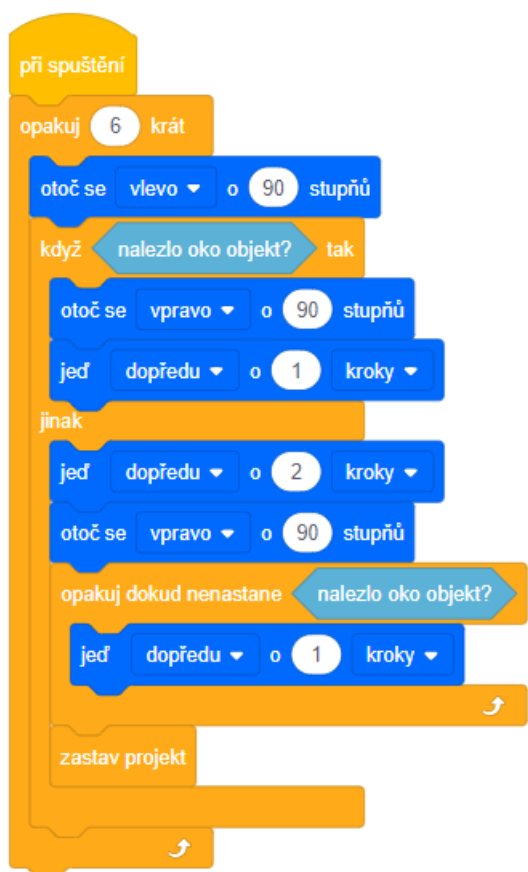 při spuštění
opakuj 6 krát
otoč se vlevo o 90 stupňů
když nalezlo oko objekt? tak
otoč se vpravo o 90 stupňů
jeď dopředu o 1 kroky
jinak
jeď dopředu o 2 kroky
otoč se vpravo o 90 stupňů
opakuj dokud nenastane nalezlo oko objekt?
jeď dopředu o 1 kroky
zastav projekt